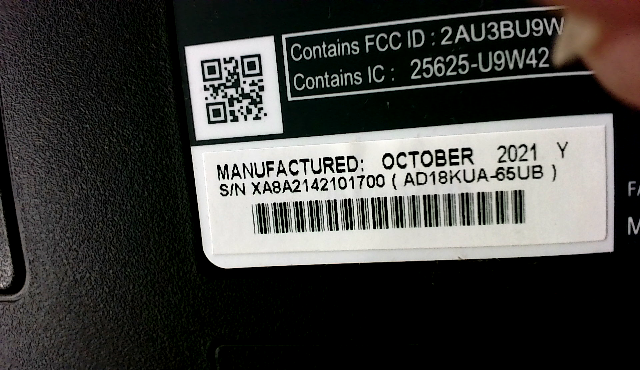 Contains FCC ID : 2AU3BU9W
Contains IC : 25625-U9W42
MANUFACTURED: OCTOBER 2021 Y
S/N XA8A2142101700 ( AD18KUA-65UB )